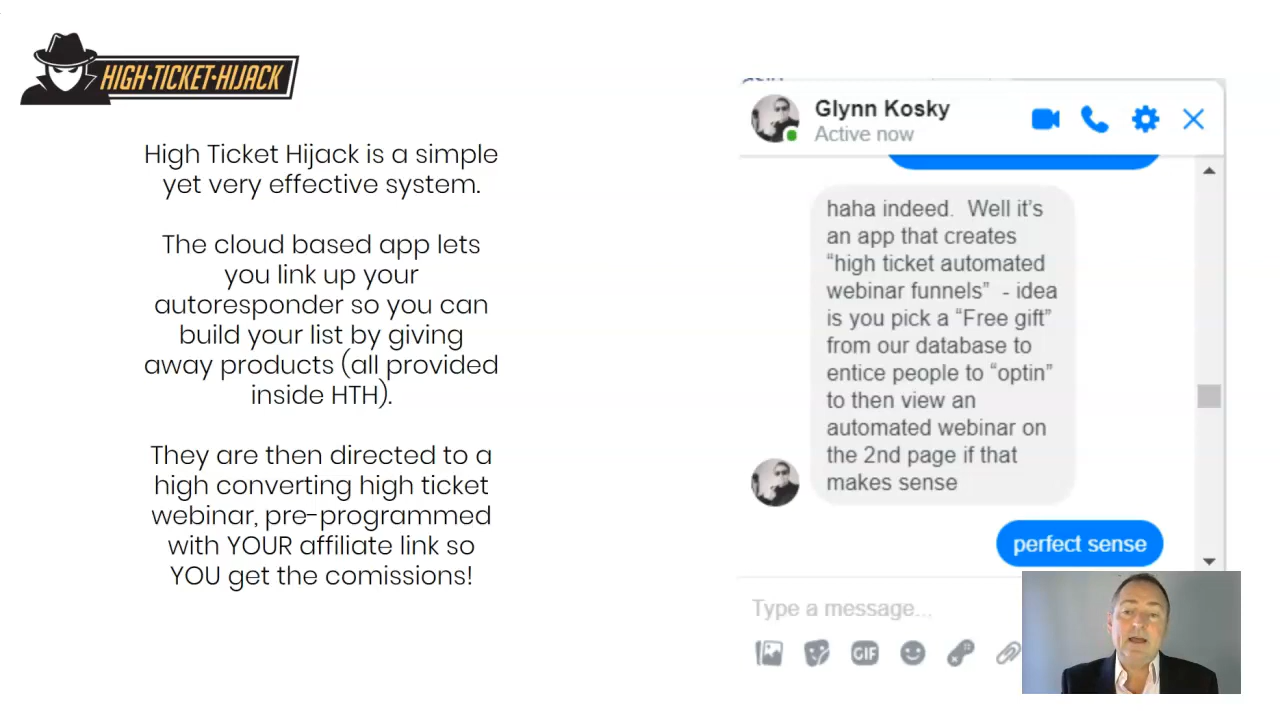 HIGH-TICKET-HIJACK
High Ticket Hijack is a simple
yet very effective system.
The cloud based app lets
you link up your
autoresponder so you can
build your list by giving
away products (all provided
inside HTH).
They are then directed to a
high converting high ticket
webinar, pre-programmed
with YOUR affiliate link so
YOU get the comissions!
Glynn Kosky
Active now
haha indeed. Well it's
an app that creates
“high ticket automated
webinar funnels” - idea
is you pick a “Free gift”
from our database to
entice people to “optin”
to then view an
automated webinar on
the 2nd page if that
makes sense
perfect sense
Type a message...
GIF